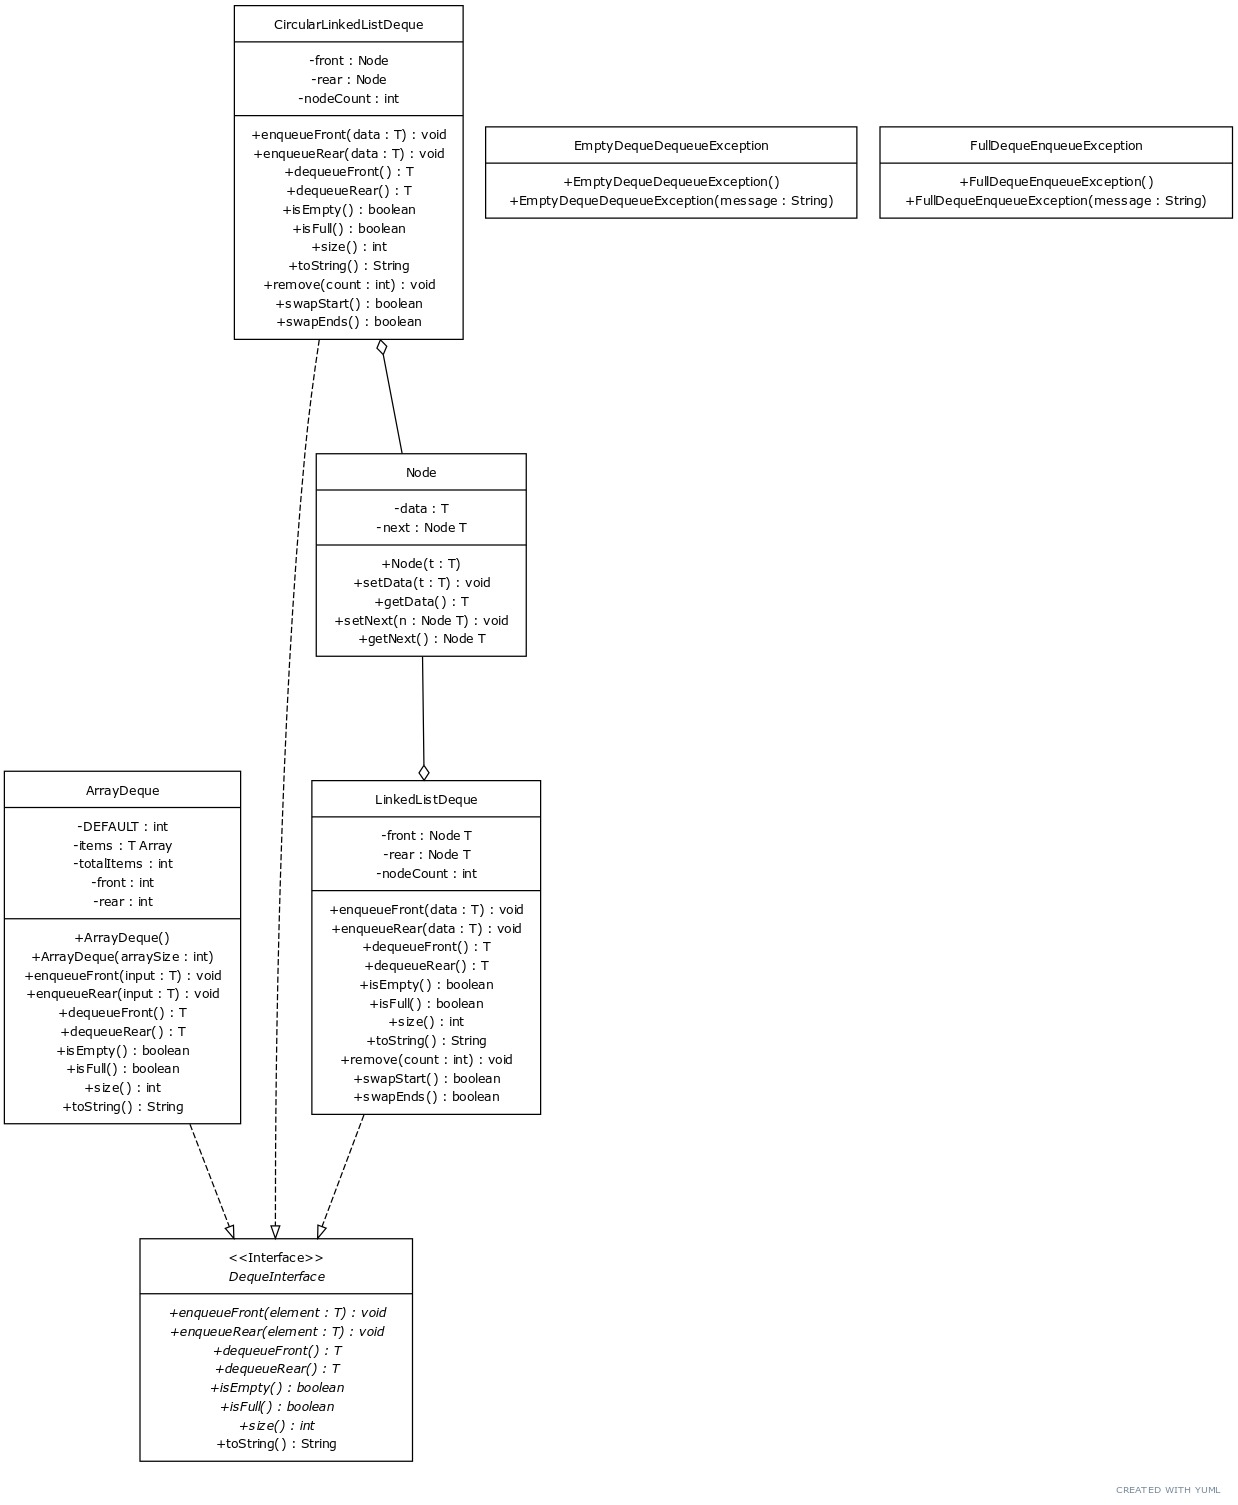 CircularLinkedListDeque
-front : Node
-rear : Node
-nodeCount : int
+enqueueFront(data : T) : void
+enqueueRear(data : T) : void
+dequeueFront() : T
+dequeueRear() : T
+isEmpty() : boolean
+isFull() : boolean
+size() : int
+toString() : String
+remove(count : int) : void
+swapStart() : boolean
+swapEnds() : boolean
EmptyDequeDequeueException
+EmptyDequeDequeueException()
+EmptyDequeDequeueException(message : String)
FullDequeEnqueueException
+FullDequeEnqueueException()
+FullDequeEnqueueException(message : String)
Node
-data : T
-next : Node T
+Node(t : T)
+setData(t : T) : void
+getData() : T
+setNext(n : Node T) : void
+getNext() : Node T
ArrayDeque
-DEFAULT : int
-items : T Array
-totalItems : int
-front : int
-rear : int
+ArrayDeque()
+ArrayDeque(arraySize : int)
+enqueueFront(input : T) : void
+enqueueRear(input : T) : void
+dequeueFront() : T
+dequeueRear() : T
+isEmpty() : boolean
+isFull() : boolean
+size() : int
+toString() : String
LinkedListDeque
-front : Node T
-rear : Node T
-nodeCount : int
+enqueueFront(data : T) : void
+enqueueRear(data : T) : void
+dequeueFront() : T
+dequeueRear() : T
+isEmpty() : boolean
+isFull() : boolean
+size() : int
+toString() : String
+remove(count : int) : void
+swapStart() : boolean
+swapEnds() : boolean
<<Interface>>
DequeInterface
+enqueueFront(element : T) : void
+enqueueRear(element : T) : void
+dequeueFront() : T
+dequeueRear() : T
+isEmpty() : boolean
+isFull() : boolean
+size() : int
+toString() : String
CREATED WITH YUML